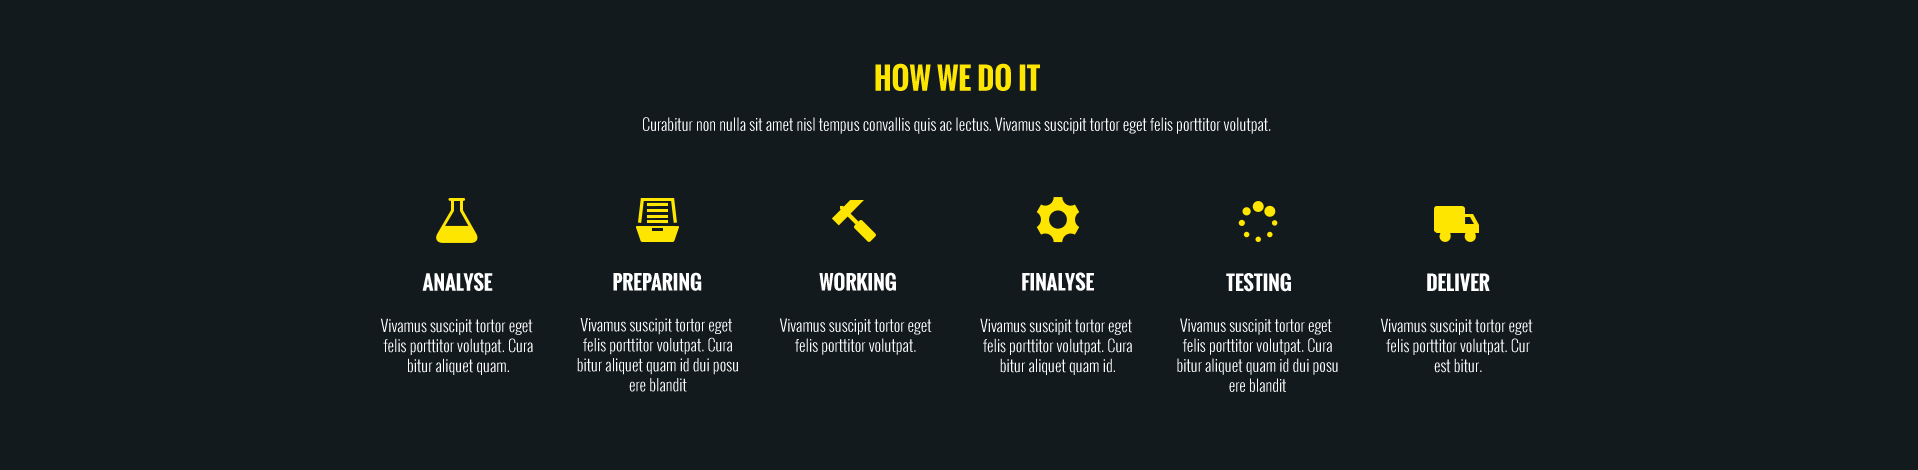 HOW WE DO IT
Curabitur non nulla sit amet nisl tempus convallis quis ac lectus. Vivamus suscipit tortor eget felis porttitor volutpat.
ANALYSE
Vivamus suscipit tortor eget
felis porttitor volutpat. Cura
bitur aliquet quam.
PREPARING
Vivamus suscipit tortor eget
felis porttitor volutpat. Cura
bitur aliquet quam id dui posu
ere blandit
WORKING
Vivamus suscipit tortor eget
felis porttitor volutpat.
FINALYSE
Vivamus suscipit tortor eget
felis porttitor volutpat. Cura
bitur aliquet quam id.
TESTING
Vivamus suscipit tortor eget
felis porttitor volutpat. Cura
bitur aliquet quam id dui posu
ere blandit
DELIVER
Vivamus suscipit tortor eget
felis porttitor volutpat. Cur
est bitur.